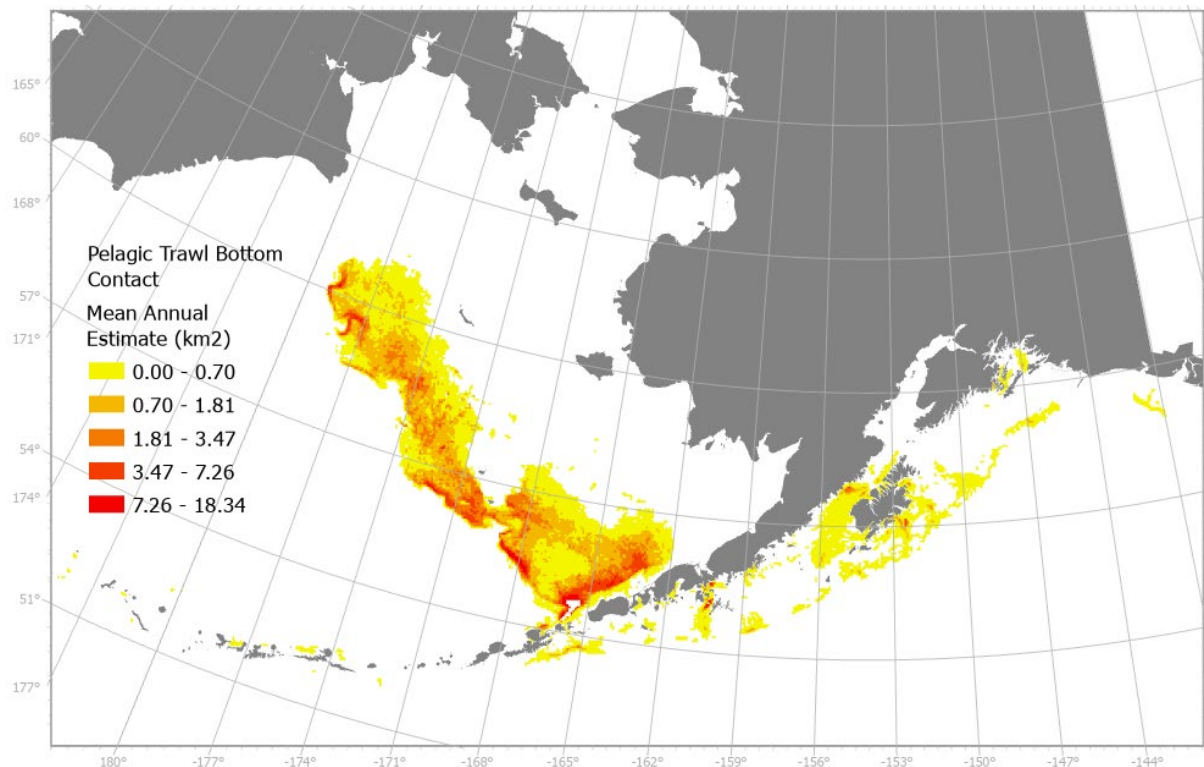 165°
60°
168°
Pelagic Trawl Bottom
Contact
57°
Mean Annual
Estimate (km2)
171°
0.00 - 0.70
0.70 - 1.81
1.81 - 3.47
54°
3.47 - 7.26
174°
7.26 - 18.34
51°
177°
180°
-177°
-174°
-171°
-168°
-165°
-162°
-159°
-156°
-153°
-150°
-147°
-144°